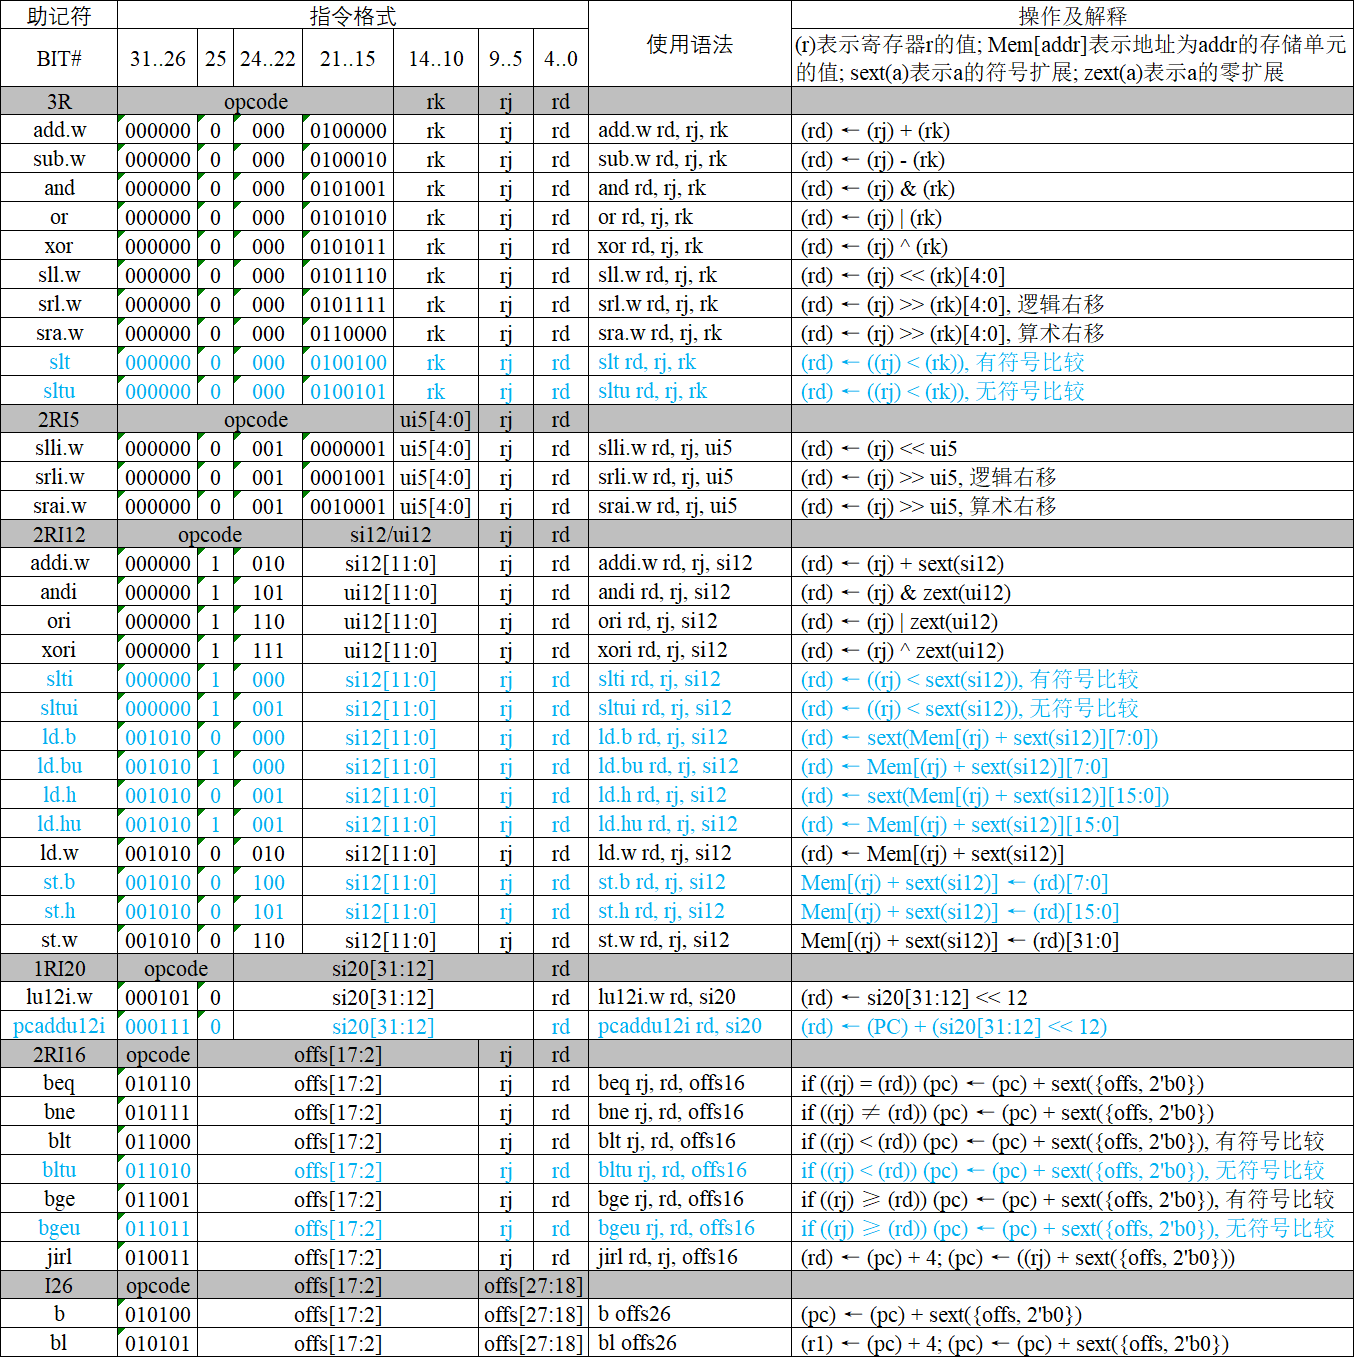 助记符 指令格式 使用语法 操作及解释
BIT# 31..26 25 24..22 21..15 14..10 9..5 4..0 (r)表示寄存器r的值; Mem[addr]表示地址为addr的存储单元
的值; sext(a)表示a的符号扩展; zext(a)表示a的零扩展
3R opcode rk rj rd
add.w 000000 0 000 0100000 rk rj rd add.w rd, rj, rk (rd) ← (rj) + (rk)
sub.w 000000 0 000 0100010 rk rj rd sub.w rd, rj, rk (rd) ← (rj) - (rk)
and 000000 0 000 0101001 rk rj rd and rd, rj, rk (rd) ← (rj) & (rk)
or 000000 0 000 0101010 rk rj rd or rd, rj, rk (rd) ← (rj) | (rk)
xor 000000 0 000 0101011 rk rj rd xor rd, rj, rk (rd) ← (rj) ^ (rk)
sll.w 000000 0 000 0101110 rk rj rd sll.w rd, rj, rk (rd) ← (rj) << (rk)[4:0]
srl.w 000000 0 000 0101111 rk rj rd srl.w rd, rj, rk (rd) ← (rj) >> (rk)[4:0], 逻辑右移
sra.w 000000 0 000 0110000 rk rj rd sra.w rd, rj, rk (rd) ← (rj) >> (rk)[4:0], 算术右移
slt 000000 0 000 0100100 rk rj rd slt rd, rj, rk (rd) ← ((rj) < (rk)), 有符号比较
sltu 000000 0 000 0100101 rk rj rd sltu rd, rj, rk (rd) ← ((rj) < (rk)), 无符号比较
2RI5 opcode ui5[4:0] rj rd
slli.w 000000 0 001 0000001 ui5[4:0] rj rd slli.w rd, rj, ui5 (rd) ← (rj) << ui5
srli.w 000000 0 001 0001001 ui5[4:0] rj rd srli.w rd, rj, ui5 (rd) ← (rj) >> ui5, 逻辑右移
srai.w 000000 0 001 0010001 ui5[4:0] rj rd srai.w rd, rj, ui5 (rd) ← (rj) >> ui5, 算术右移
2RI12 opcode si12/ui12 rj rd
addi.w 000000 1 010 si12[11:0] rj rd addi.w rd, rj, si12 (rd) ← (rj) + sext(si12)
andi 000000 1 101 ui12[11:0] rj rd andi rd, rj, si12 (rd) ← (rj) & zext(ui12)
ori 000000 1 110 ui12[11:0] rj rd ori rd, rj, si12 (rd) ← (rj) | zext(ui12)
xori 000000 1 111 ui12[11:0] rj rd xori rd, rj, si12 (rd) ← (rj) ^ zext(ui12)
slti 000000 1 000 si12[11:0] rj rd slti rd, rj, si12 (rd) ← ((rj) < sext(si12)), 有符号比较
sltui 000000 1 001 si12[11:0] rj rd sltui rd, rj, si12 (rd) ← ((rj) < sext(si12)), 无符号比较
ld.b 001010 0 000 si12[11:0] rj rd ld.b rd, rj, si12 (rd) ← sext(Mem[(rj) + sext(si12)][7:0])
ld.bu 001010 1 000 si12[11:0] rj rd ld.bu rd, rj, si12 (rd) ← Mem[(rj) + sext(si12)][7:0]
ld.h 001010 0 001 si12[11:0] rj rd ld.h rd, rj, si12 (rd) ← sext(Mem[(rj) + sext(si12)][15:0])
ld.hu 001010 1 001 si12[11:0] rj rd ld.hu rd, rj, si12 (rd) ← Mem[(rj) + sext(si12)][15:0]
ld.w 001010 0 010 si12[11:0] rj rd ld.w rd, rj, si12 (rd) ← Mem[(rj) + sext(si12)]
st.b 001010 0 100 si12[11:0] rj rd st.b rd, rj, si12 Mem[(rj) + sext(si12)] ← (rd)[7:0]
st.h 001010 0 101 si12[11:0] rj rd st.h rd, rj, si12 Mem[(rj) + sext(si12)] ← (rd)[15:0]
st.w 001010 0 110 si12[11:0] rj rd st.w rd, rj, si12 Mem[(rj) + sext(si12)] ← (rd)[31:0]
1RI20 opcode si20[31:12] rd
lu12i.w 000101 0 si20[31:12] rd lu12i.w rd, si20 (rd) ← si20[31:12] << 12
pcaddu12i 000111 0 si20[31:12] rd pcaddu12i rd, si20 (rd) ← (PC) + (si20[31:12] << 12)
2RI16 opcode offs[17:2] rj rd
beq 010110 offs[17:2] rj rd beq rj, rd, offs16 if ((rj) = (rd)) (pc) ← (pc) + sext({offs, 2'b0})
bne 010111 offs[17:2] rj rd bne rj, rd, offs16 if ((rj) ≠ (rd)) (pc) ← (pc) + sext({offs, 2'b0})
blt 011000 offs[17:2] rj rd blt rj, rd, offs16 if ((rj) < (rd)) (pc) ← (pc) + sext({offs, 2'b0}), 有符号比较
bltu 011010 offs[17:2] rj rd bltu rj, rd, offs16 if ((rj) < (rd)) (pc) ← (pc) + sext({offs, 2'b0}), 无符号比较
bge 011001 offs[17:2] rj rd bge rj, rd, offs16 if ((rj) ≥ (rd)) (pc) ← (pc) + sext({offs, 2'b0}), 有符号比较
bgeu 011011 offs[17:2] rj rd bgeu rj, rd, offs16 if ((rj) ≥ (rd)) (pc) ← (pc) + sext({offs, 2'b0}), 无符号比较
jirl 010011 offs[17:2] rj rd jirl rd, rj, offs16 (rd) ← (pc) + 4; (pc) ← ((rj) + sext({offs, 2'b0}))
I26 opcode offs[17:2] offs[27:18]
b 010100 offs[17:2] offs[27:18] b offs26 (pc) ← (pc) + sext({offs, 2'b0})
bl 010101 offs[17:2] offs[27:18] bl offs26 (r1) ← (pc) + 4; (pc) ← (pc) + sext({offs, 2'b0})